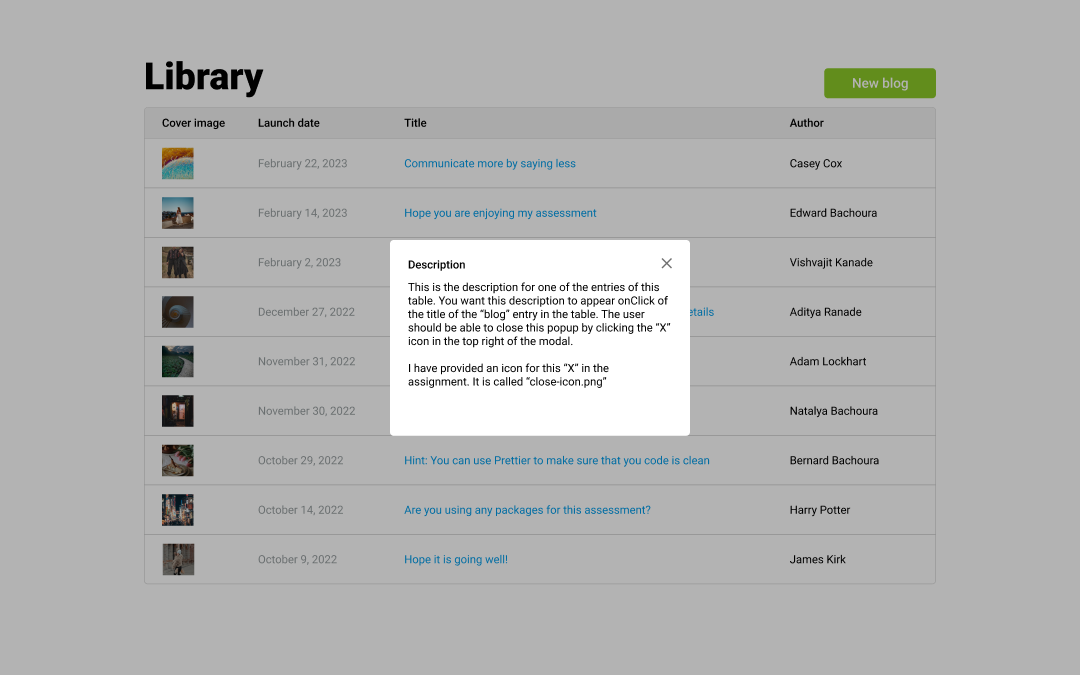 Library
New blog
Cover image Launch date Title Author
February 22, 2023 Communicate more by saying less Casey Cox
February 14, 2023 Hope you are enjoying my assessment Edward Bachoura
February 2, 2023 Vishvajit Kanade
December 27, 2022 Aditya Ranade
November 31, 2022 Adam Lockhart
November 30, 2022 Natalya Bachoura
Description
This is the description for one of the entries of this
table. You want this description to appear onClick of
the title of the “blog” entry in the table. The user
should be able to close this popup by clicking the “X”
icon in the top right of the modal.
I have provided an icon for this “X” in the
assignment. It is called “close-icon.png”
October 29, 2022 Hint: You can use Prettier to make sure that you code is clean Bernard Bachoura
October 14, 2022 Are you using any packages for this assessment? Harry Potter
October 9, 2022 Hope it is going well! James Kirk